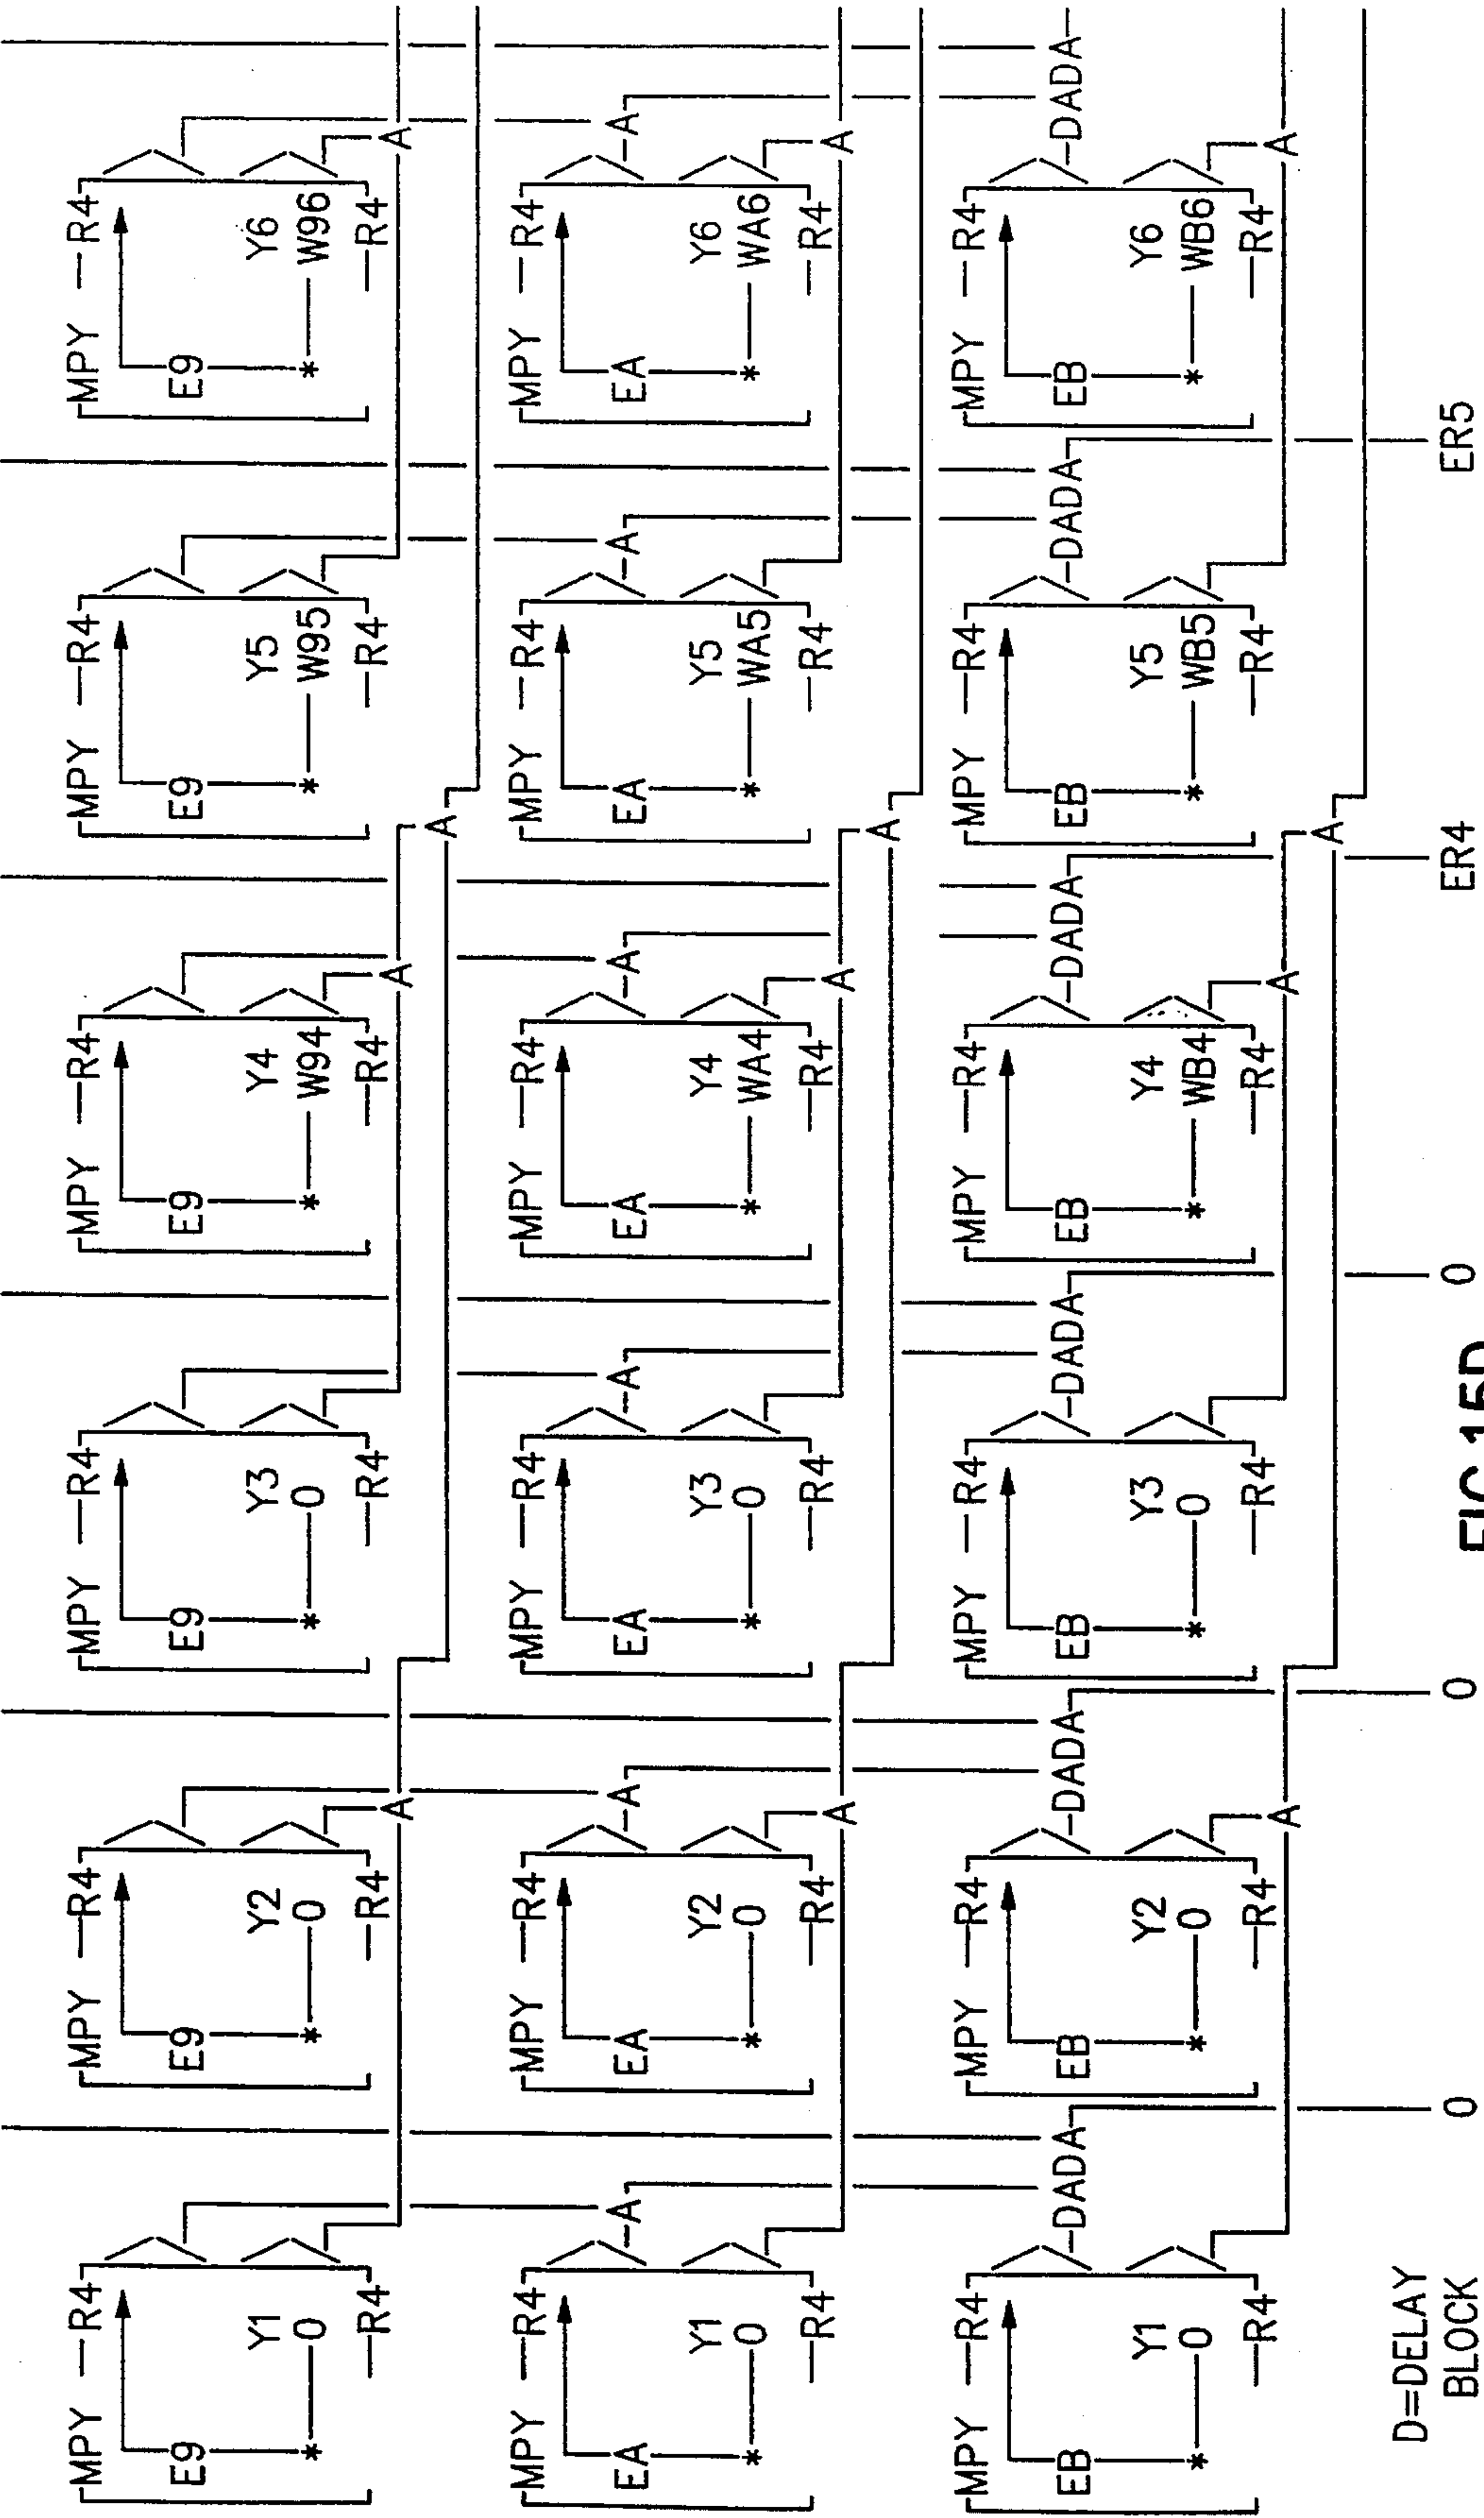 MPY R4 MPY R4 MPY R4 MPY R4 MPY R4 MPY R4
E9 E9 E9 E9 E9 E9
Y1 Y2 Y3 Y4 Y5 Y6
* 0 * 0 * 0 * W94 * W95 * W96
R4 R4 R4 R4 R4 R4
A A A
A
MPY R4 MPY R4 MPY R4 MPY R4 MPY R4 MPY R4
EA A EA A EA A EA A EA A EA A
Y1 Y2 Y3 Y4 Y5 Y6
* 0 * 0 * 0 * WA4 * WA5 * WA6
R4 R4 R4 R4 R4 R4
A A A
A
MPY R4 MPY R4 MPY R4 MPY R4 MPY R4 MPY R4
EB DADA EB DADA EB DADA EB DADA EB DADA EB DADA
Y1 Y2 Y3 Y4 Y5 Y6
* 0 * 0 * 0 * WB4 * WB5 * WB6
R4 R4 R4 R4 R4 R4
A A A
A
D=DELAY
BLOCK 0 0 0 ER4 ER5
FIG.15D